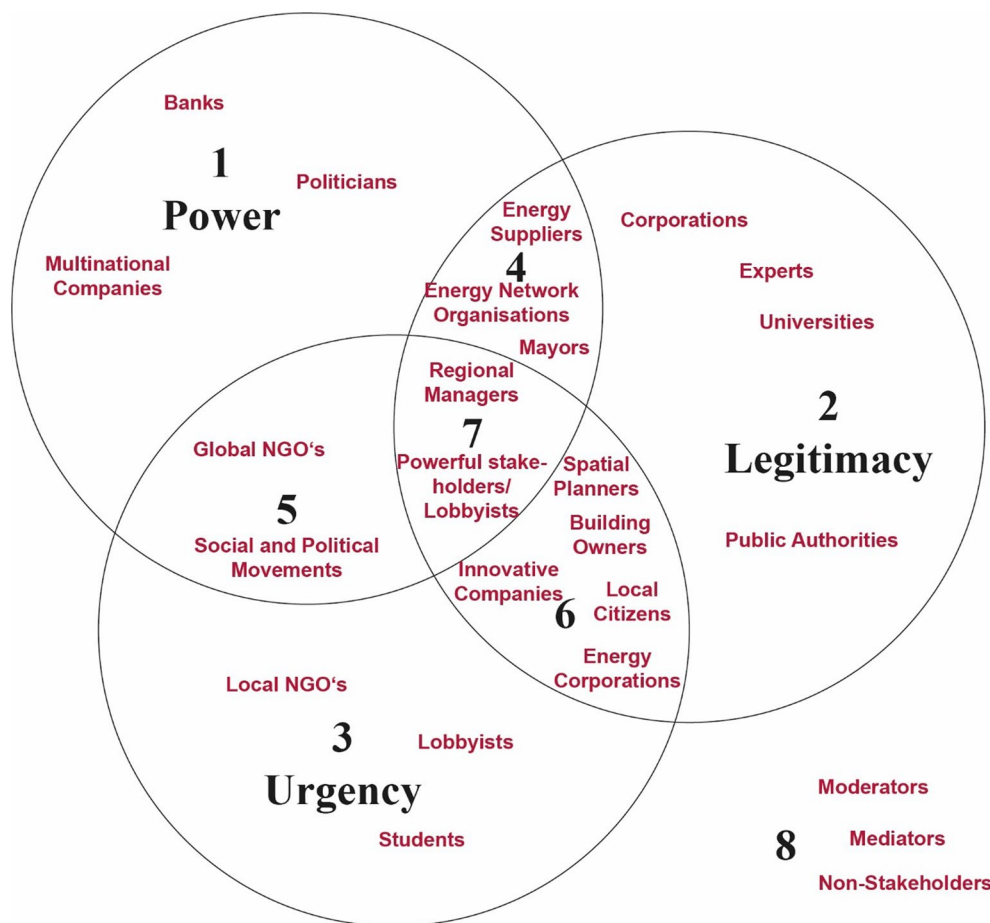 Banks
1
Politicians
Power
Multinational
Companies
Energy
Suppliers
4
Energy Network
Organisations
Mayors
Corporations
Experts
Universities
2
Legitimacy
Public Authorities
Regional
Managers
7
Powerful stake-
holders/
Lobbyists
Global NGO‘s
5
Social and Political
Movements
Spatial
Planners
Building
Owners
Innovative
Companies
6
Local
Citizens
Energy
Corporations
Local NGO‘s
3
Lobbyists
Urgency
Students
Moderators
8
Mediators
Non-Stakeholders